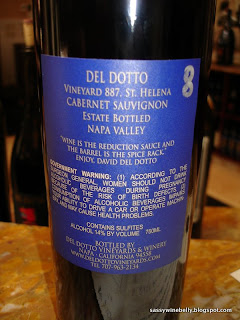 8
DEL DOTTO
VINEYARD 887, ST. HELENA
CABERNET SAUVIGNON
ESTATE BOTTLED
NAPA VALLEY
"WINE IS THE REDUCTION SAUCE AND
THE BARREL IS THE SPICE RACK."
ENJOY, DAVID DEL DOTTO
GOVERNMENT WARNING: (1) ACCORDING TO THE
SURGEON GENERAL, WOMEN SHOULD NOT DRINK
ALCOHOLIC BEVERAGES DURING PREGNANCY
BECAUSE OF THE RISK OF BIRTH DEFECTS. (2)
CONSUMPTION OF ALCOHOLIC BEVERAGES IMPAIRS
YOUR ABILITY TO DRIVE A CAR OR OPERATE MACHIN
MAY CAUSE HEALTH PROBLEMS.
CONTAINS SULFITES
ALCOHOL 14% BY VOLUME 750ML
BOTTLED BY
DEL DOTTO VINEYARDS & WINERY
NAPA, CALIFORNIA 94558
WWW.DELDOTTOVINEYARDS.COM
TEL 707-963-2134
sassywinebelly.blogspot.com